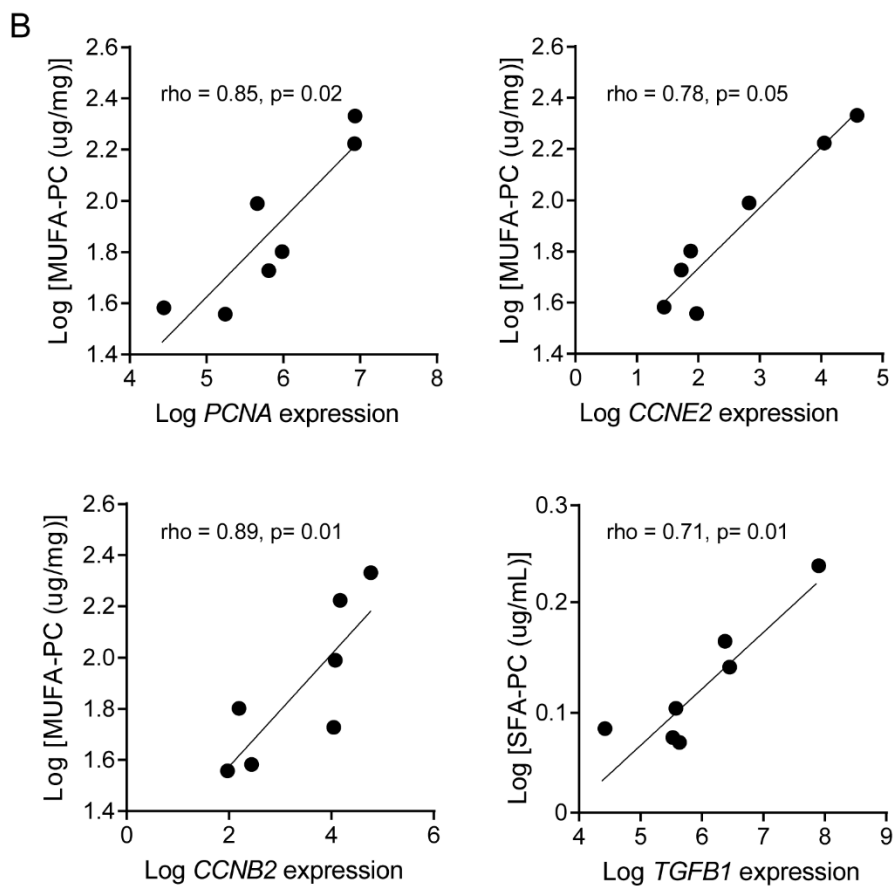 B
2.6
2.4
2.2
2.0
1.8
1.6
1.4
Log [MUFA-PC (ug/mg)]
rho = 0.85, p= 0.02
4 5 6 7 8
Log PCNA expression
2.6
2.4
2.2
2.0
1.8
1.6
1.4
Log [MUFA-PC (ug/mg)]
rho = 0.78, p= 0.05
0 1 2 3 4 5
Log CCNE2 expression
2.6
2.4
2.2
2.0
1.8
1.6
1.4
Log [MUFA-PC (ug/mg)]
rho = 0.89, p= 0.01
0 2 4 6
Log CCNB2 expression
0.3
0.2
0.1
0
Log [SFA-PC (ug/mL)]
rho = 0.71, p= 0.01
4 5 6 7 8 9
Log TGFB1 expression